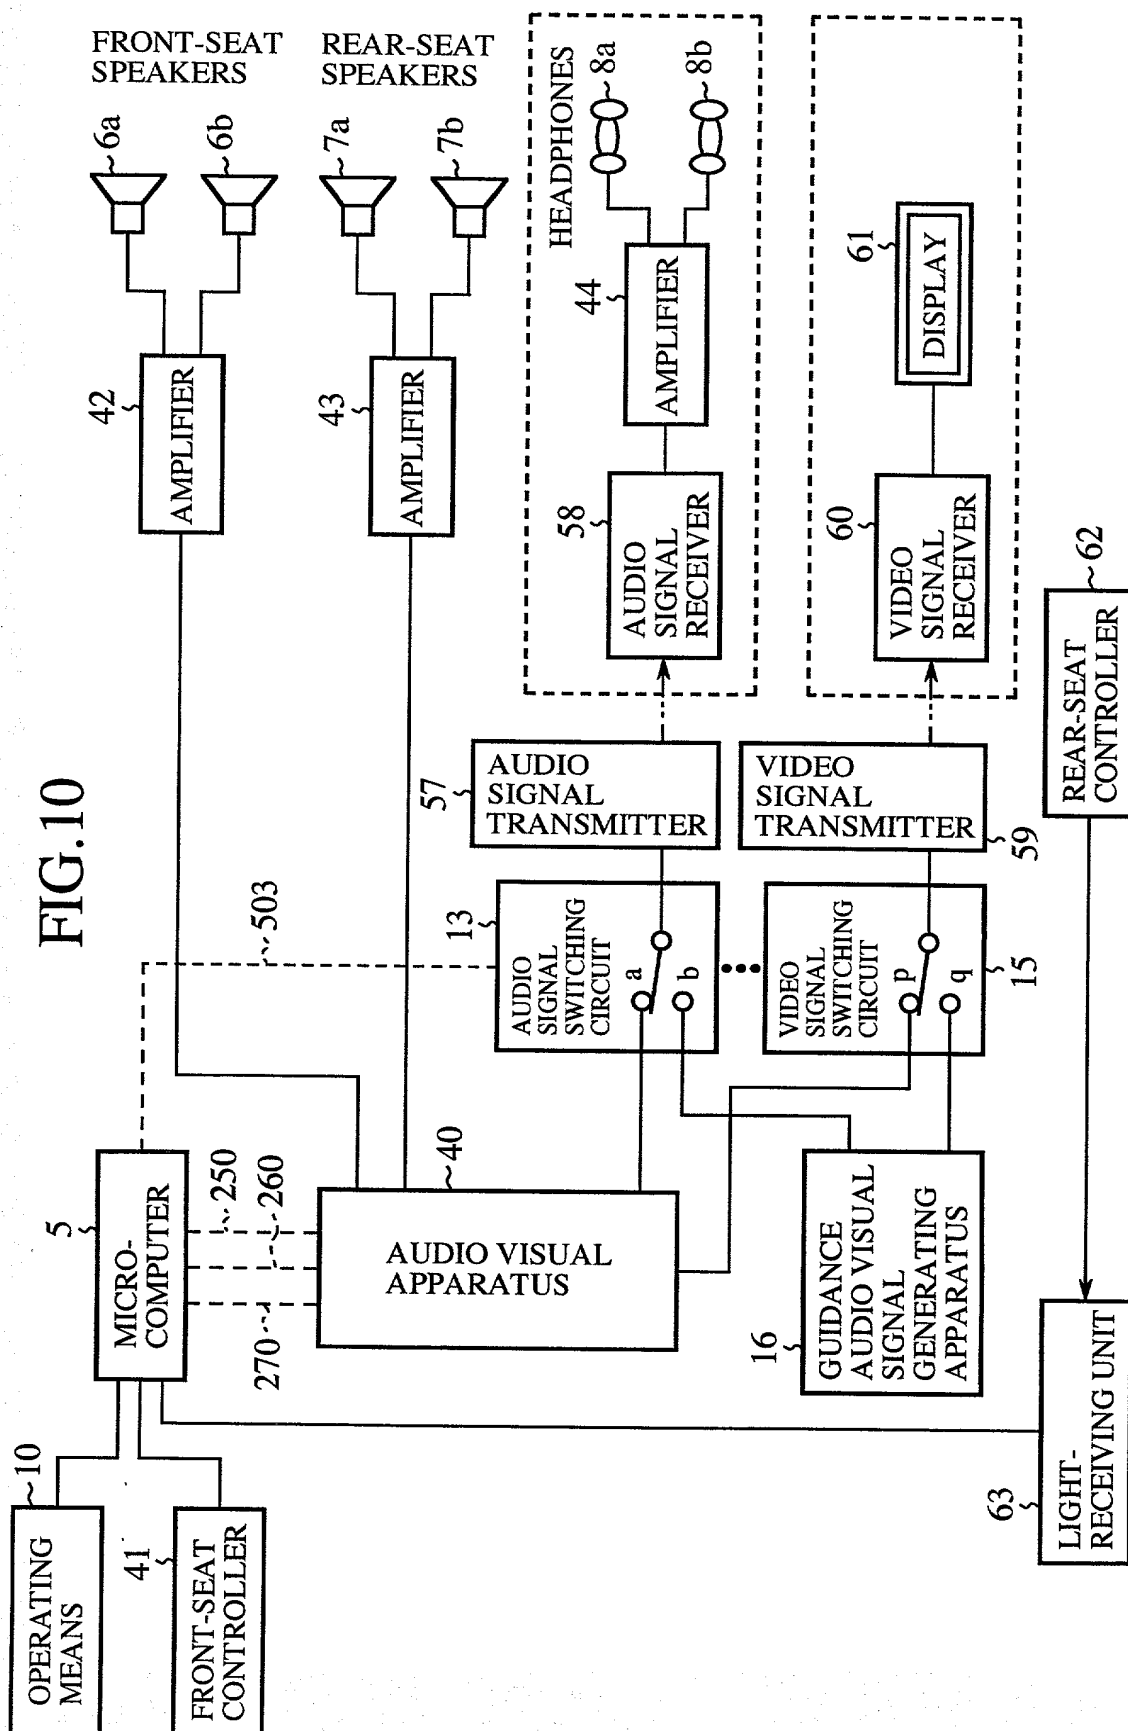 FIG.10
OPERATING
MEANS
10
FRONT-SEAT
CONTROLLER
41
MICRO-
COMPUTER
5
250
260
270
503
AUDIO VISUAL
APPARATUS
40
AMPLIFIER
42
6a
6b
FRONT-SEAT
SPEAKERS
AMPLIFIER
43
7a
7b
REAR-SEAT
SPEAKERS
AUDIO
SIGNAL
SWITCHING
CIRCUIT
13
a
b
AUDIO
SIGNAL
TRANSMITTER
57
AUDIO
SIGNAL
RECEIVER
58
AMPLIFIER
44
HEADPHONES
8a
8b
GUIDANCE
AUDIO VISUAL
SIGNAL
GENERATING
APPARATUS
16
VIDEO
SIGNAL
SWITCHING
CIRCUIT
15
p
q
VIDEO
SIGNAL
TRANSMITTER
59
VIDEO
SIGNAL
RECEIVER
60
DISPLAY
61
LIGHT-
RECEIVING UNIT
63
REAR-SEAT
CONTROLLER
62